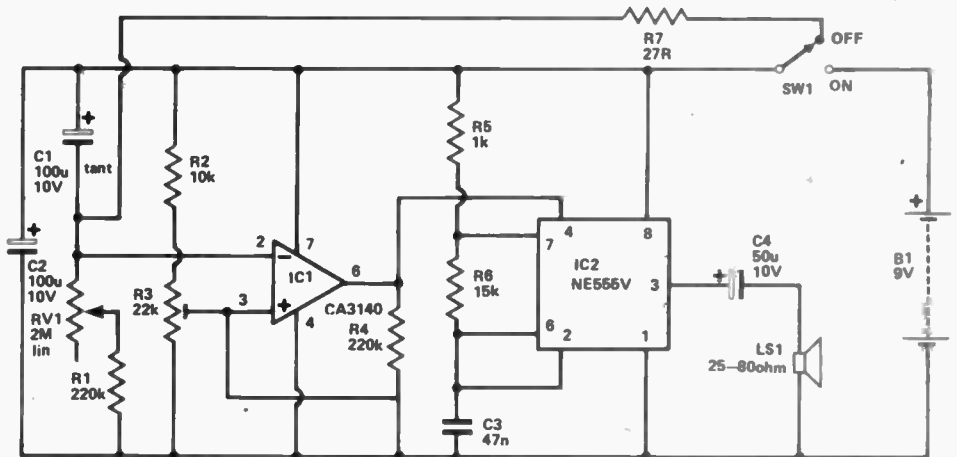 R7
27R
OFF
SW1
ON
C1
100u
10V
tant
R2
10k
R5
1k
2
7
IC1
6
CA3140
3
4
C2
100u
10V
RV1
2M
lin
R3
22k
R4
220k
R1
220k
R6
15k
7
4
8
IC2
NE555V
3
6
2
1
C4
50u
10V
B1
9V
LS1
25-80ohm
C3
47n